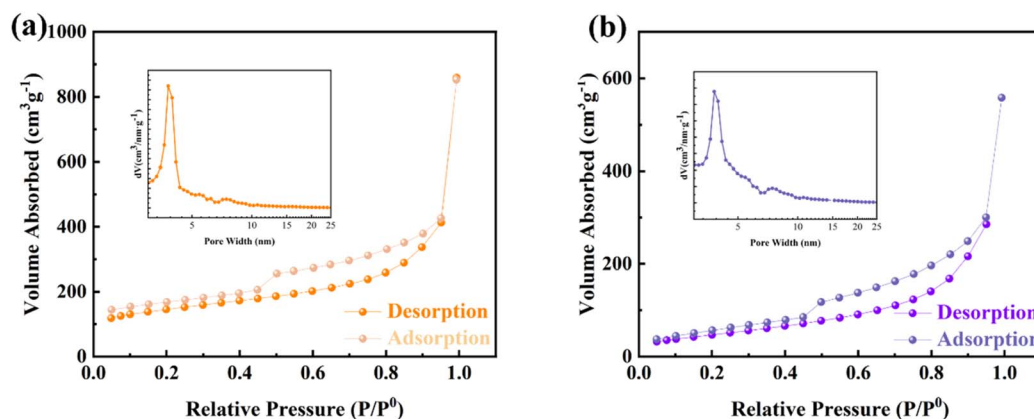 (a)
1000
800
600
400
200
0
Volume Absorbed (cm³g⁻¹)
0.0 0.2 0.4 0.6 0.8 1.0
Relative Pressure (P/P⁰)
Desorption
Adsorption
dV(cm³/nm·g⁻¹)
5 10 15 20 25
Pore Width (nm)
(b)
600
400
200
0
Volume Absorbed (cm³g⁻¹)
0.0 0.2 0.4 0.6 0.8 1.0
Relative Pressure (P/P⁰)
Desorption
Adsorption
dV(cm³/nm·g⁻¹)
5 10 15 20 25
Pore Width (nm)